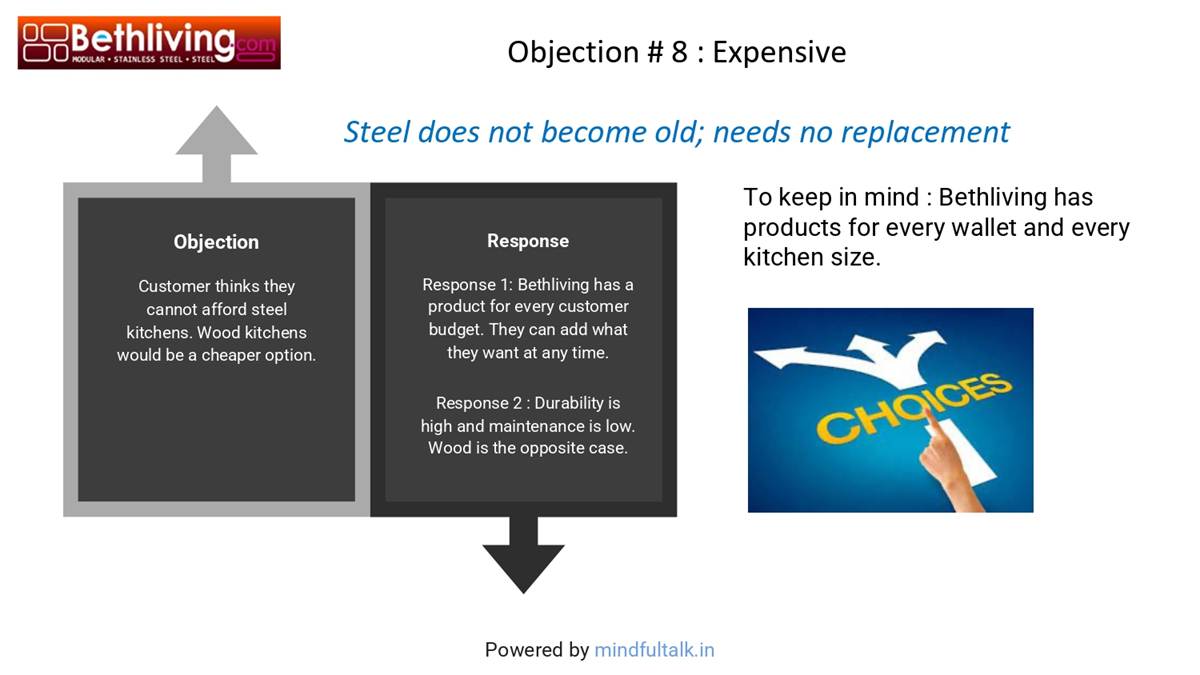 Bethliving.com
MODULAR • STAINLESS STEEL • STEEL
Objection # 8 : Expensive
Steel does not become old; needs no replacement
Objection
Customer thinks they
cannot afford steel
kitchens. Wood kitchens
would be a cheaper option.
Response
Response 1: Bethliving has a
product for every customer
budget. They can add what
they want at any time.
Response 2 : Durability is
high and maintenance is low.
Wood is the opposite case.
To keep in mind : Bethliving has
products for every wallet and every
kitchen size.
CHOICES
Powered by mindfultalk.in